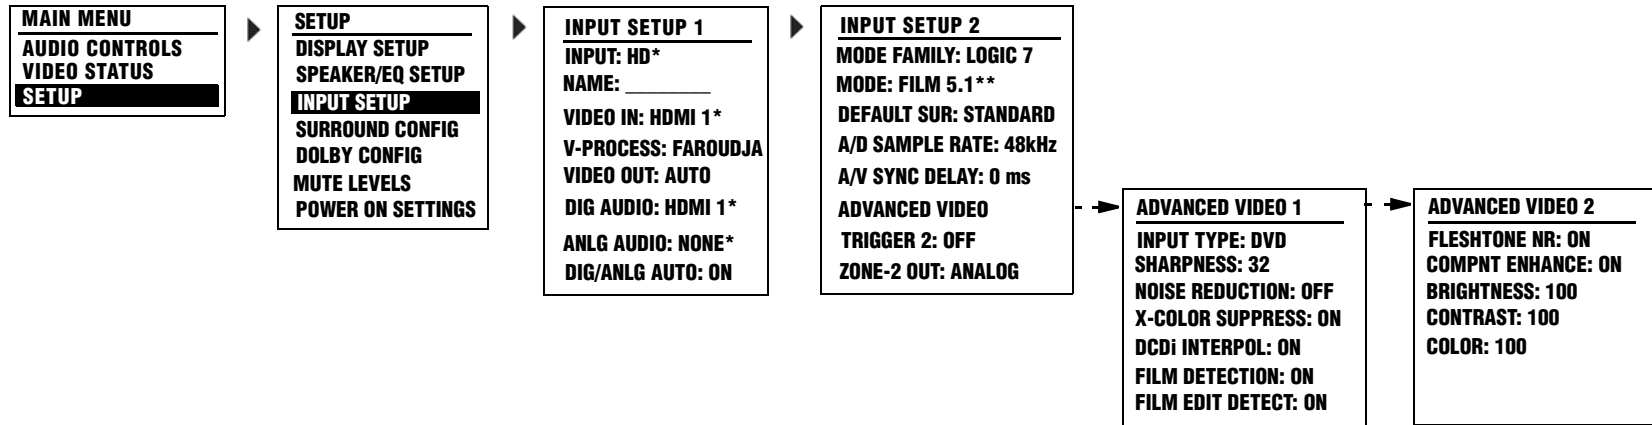 MAIN MENU
AUDIO CONTROLS
VIDEO STATUS
SETUP
SETUP
DISPLAY SETUP
SPEAKER/EQ SETUP
INPUT SETUP
SURROUND CONFIG
DOLBY CONFIG
MUTE LEVELS
POWER ON SETTINGS
INPUT SETUP 1
INPUT: HD*
NAME: ________
VIDEO IN: HDMI 1*
V-PROCESS: FAROUDJA
VIDEO OUT: AUTO
DIG AUDIO: HDMI 1*
ANLG AUDIO: NONE*
DIG/ANLG AUTO: ON
INPUT SETUP 2
MODE FAMILY: LOGIC 7
MODE: FILM 5.1**
DEFAULT SUR: STANDARD
A/D SAMPLE RATE: 48kHz
A/V SYNC DELAY: 0 ms
ADVANCED VIDEO
TRIGGER 2: OFF
ZONE-2 OUT: ANALOG
ADVANCED VIDEO 1
INPUT TYPE: DVD
SHARPNESS: 32
NOISE REDUCTION: OFF
X-COLOR SUPPRESS: ON
DCDi INTERPOL: ON
FILM DETECTION: ON
FILM EDIT DETECT: ON
ADVANCED VIDEO 2
FLESHTONE NR: ON
COMPNT ENHANCE: ON
BRIGHTNESS: 100
CONTRAST: 100
COLOR: 100